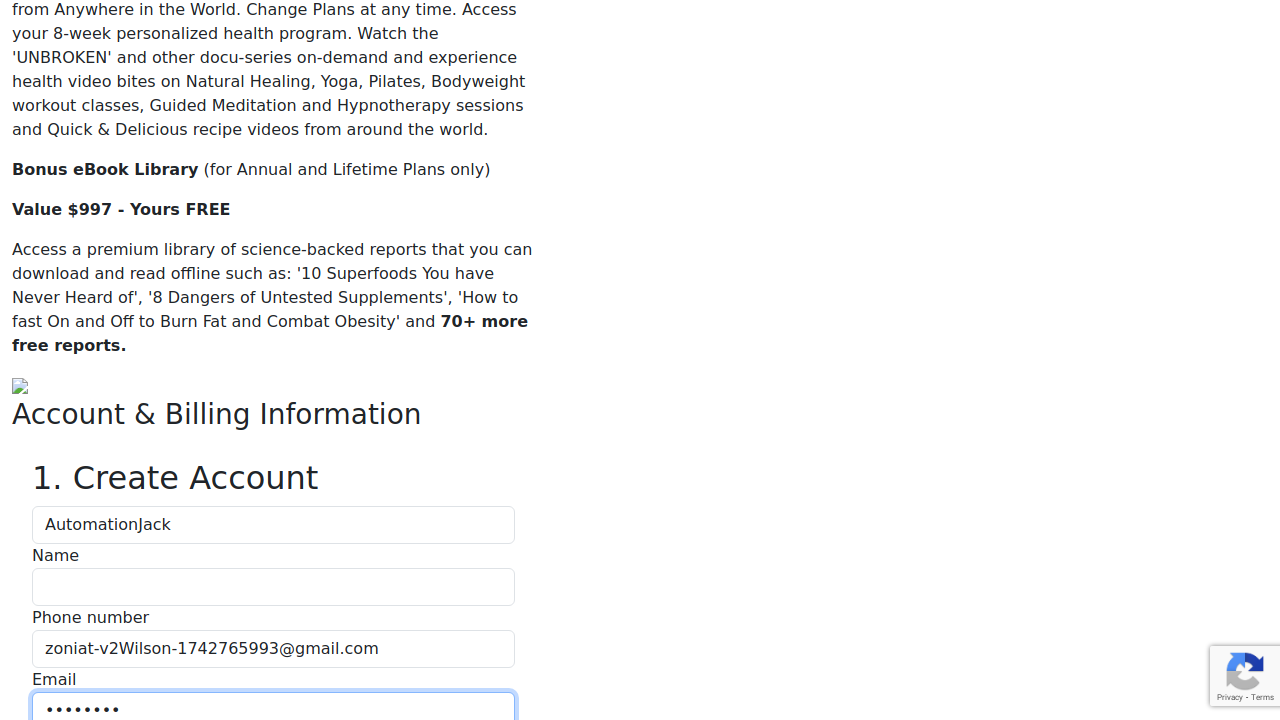 from Anywhere in the World. Change Plans at any time. Access
your 8-week personalized health program. Watch the
'UNBROKEN' and other docu-series on-demand and experience
health video bites on Natural Healing, Yoga, Pilates, Bodyweight
workout classes, Guided Meditation and Hypnotherapy sessions
and Quick & Delicious recipe videos from around the world.
Bonus eBook Library (for Annual and Lifetime Plans only)
Value $997 - Yours FREE
Access a premium library of science-backed reports that you can
download and read offline such as: '10 Superfoods You have
Never Heard of', '8 Dangers of Untested Supplements', 'How to
fast On and Off to Burn Fat and Combat Obesity' and 70+ more
free reports.
Account & Billing Information
1. Create Account
AutomationJack
Name
Phone number
zoniat-v2Wilson-1742765993@gmail.com
Email
••••••••
Privacy - Terms